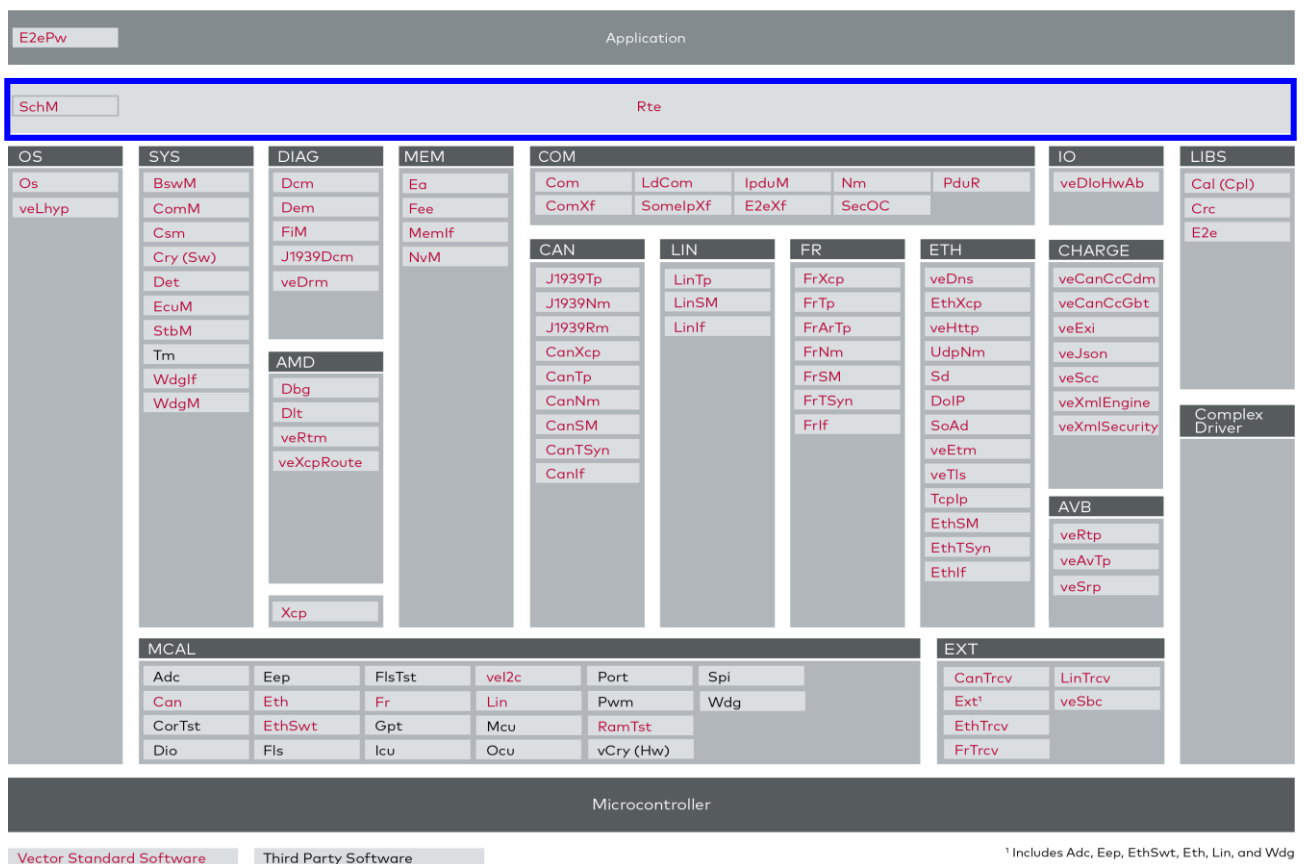 E2ePw
Application
SchM
Rte
OS
Os
veLhyp
SYS
BswM
ComM
Csm
Cry (Sw)
Det
EcuM
StbM
Tm
WdgIf
WdgM
DIAG
Dcm
Dem
FiM
J1939Dcm
veDrm
AMD
Dbg
Dlt
veRtm
veXcpRoute
Xcp
MEM
Ea
Fee
MemIf
NvM
COM
Com
LdCom
IpduM
Nm
PduR
ComXf
SomeIpXf
E2eXf
SecOC
CAN
J1939Tp
J1939Nm
J1939Rm
CanXcp
CanTp
CanNm
CanSM
CanTSyn
CanIf
LIN
LinTp
LinSM
LinIf
FR
FrXcp
FrTp
FrArTp
FrNm
FrSM
FrTSyn
FrIf
ETH
veDns
EthXcp
veHttp
UdpNm
Sd
DoIP
SoAd
veEtm
veTls
TcpIp
EthSM
EthTSyn
EthIf
IO
veDIoHwAb
CHARGE
veCanCcCdm
veCanCcGbt
veExi
veJson
veScc
veXmlEngine
veXmlSecurity
AVB
veRtp
veAvTp
veSrp
LIBS
Cal (Cpl)
Crc
E2e
Complex
Driver
MCAL
Adc
Eep
FlsTst
veI2c
Port
Spi
Can
Eth
Fr
Lin
Pwm
Wdg
CorTst
EthSwt
Gpt
Mcu
RamTst
Dio
Fls
Icu
Ocu
vCry (Hw)
EXT
CanTrcv
LinTrcv
Ext¹
veSbc
EthTrcv
FrTrcv
Microcontroller
Vector Standard Software
Third Party Software
¹ Includes Adc, Eep, EthSwt, Eth, Lin, and Wdg